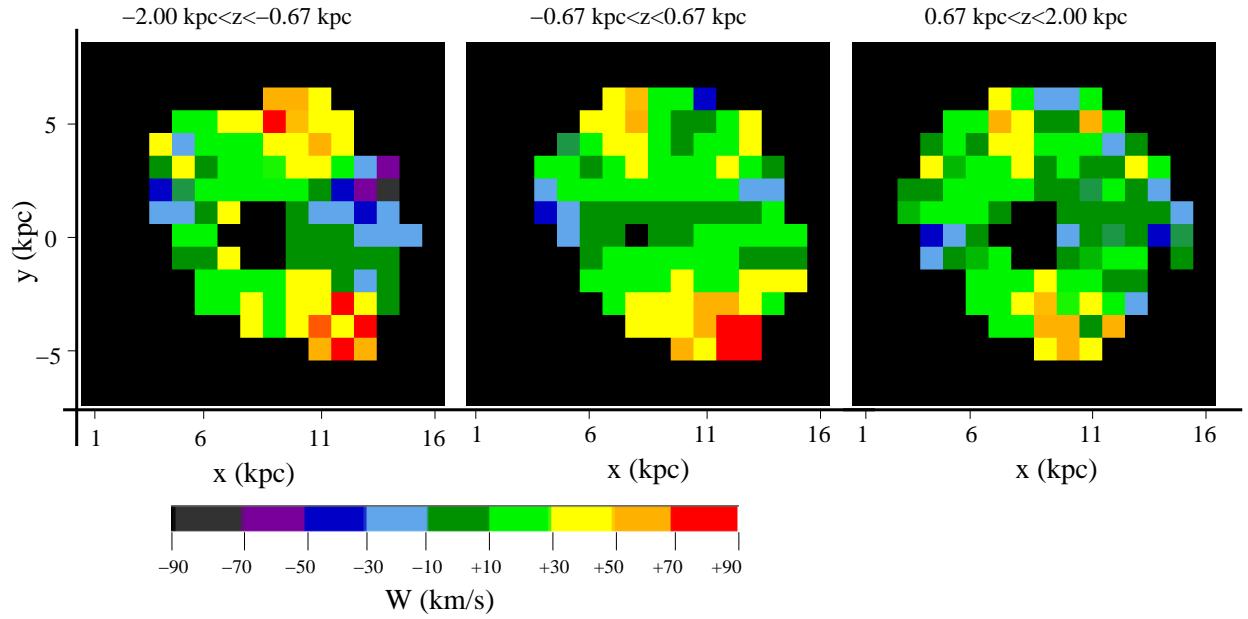 −2.00 kpc<z<−0.67 kpc
−0.67 kpc<z<0.67 kpc
0.67 kpc<z<2.00 kpc
y (kpc)
5
0
−5
1 6 11 16
1 6 11 16
1 6 11 16
x (kpc)
x (kpc)
x (kpc)
−90 −70 −50 −30 −10 +10 +30 +50 +70 +90
W (km/s)